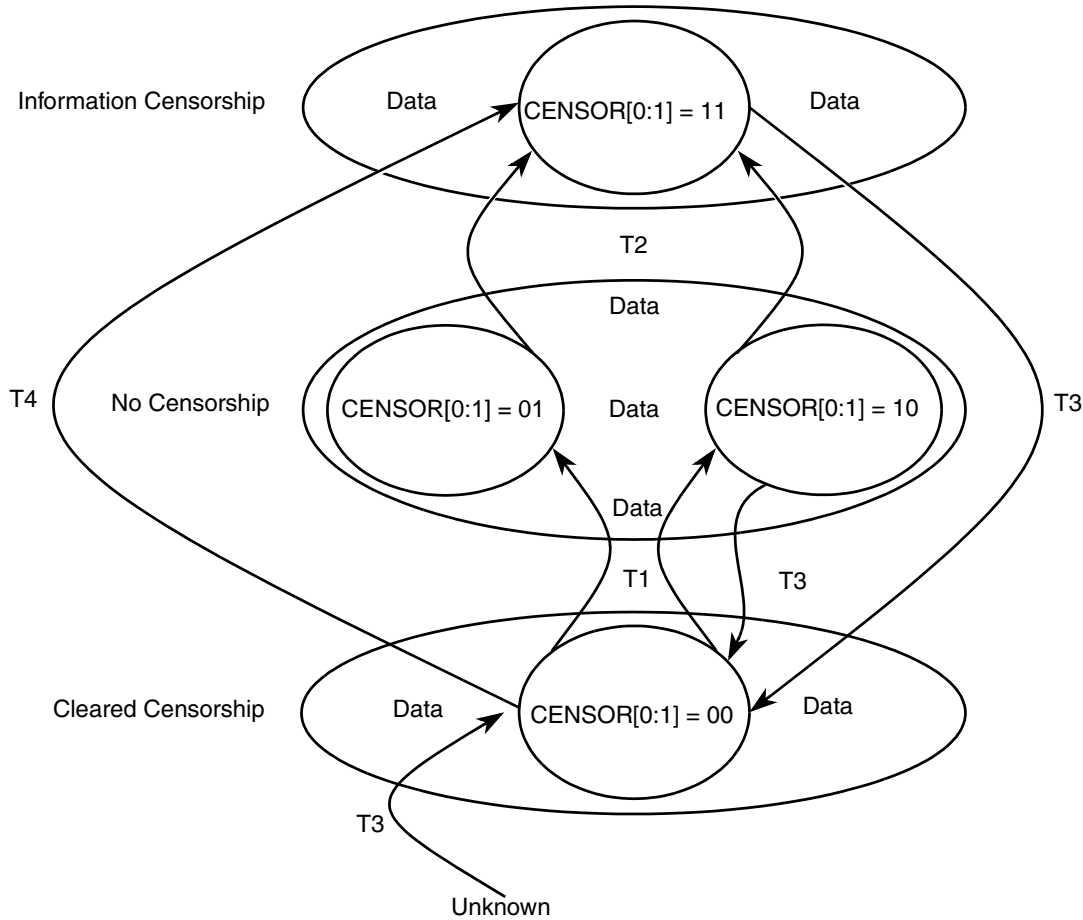 Information Censorship
Data
CENSOR[0:1] = 11
Data
T2
Data
T4
No Censorship
CENSOR[0:1] = 01
Data
CENSOR[0:1] = 10
T3
Data
T1
T3
Cleared Censorship
Data
CENSOR[0:1] = 00
Data
T3
Unknown